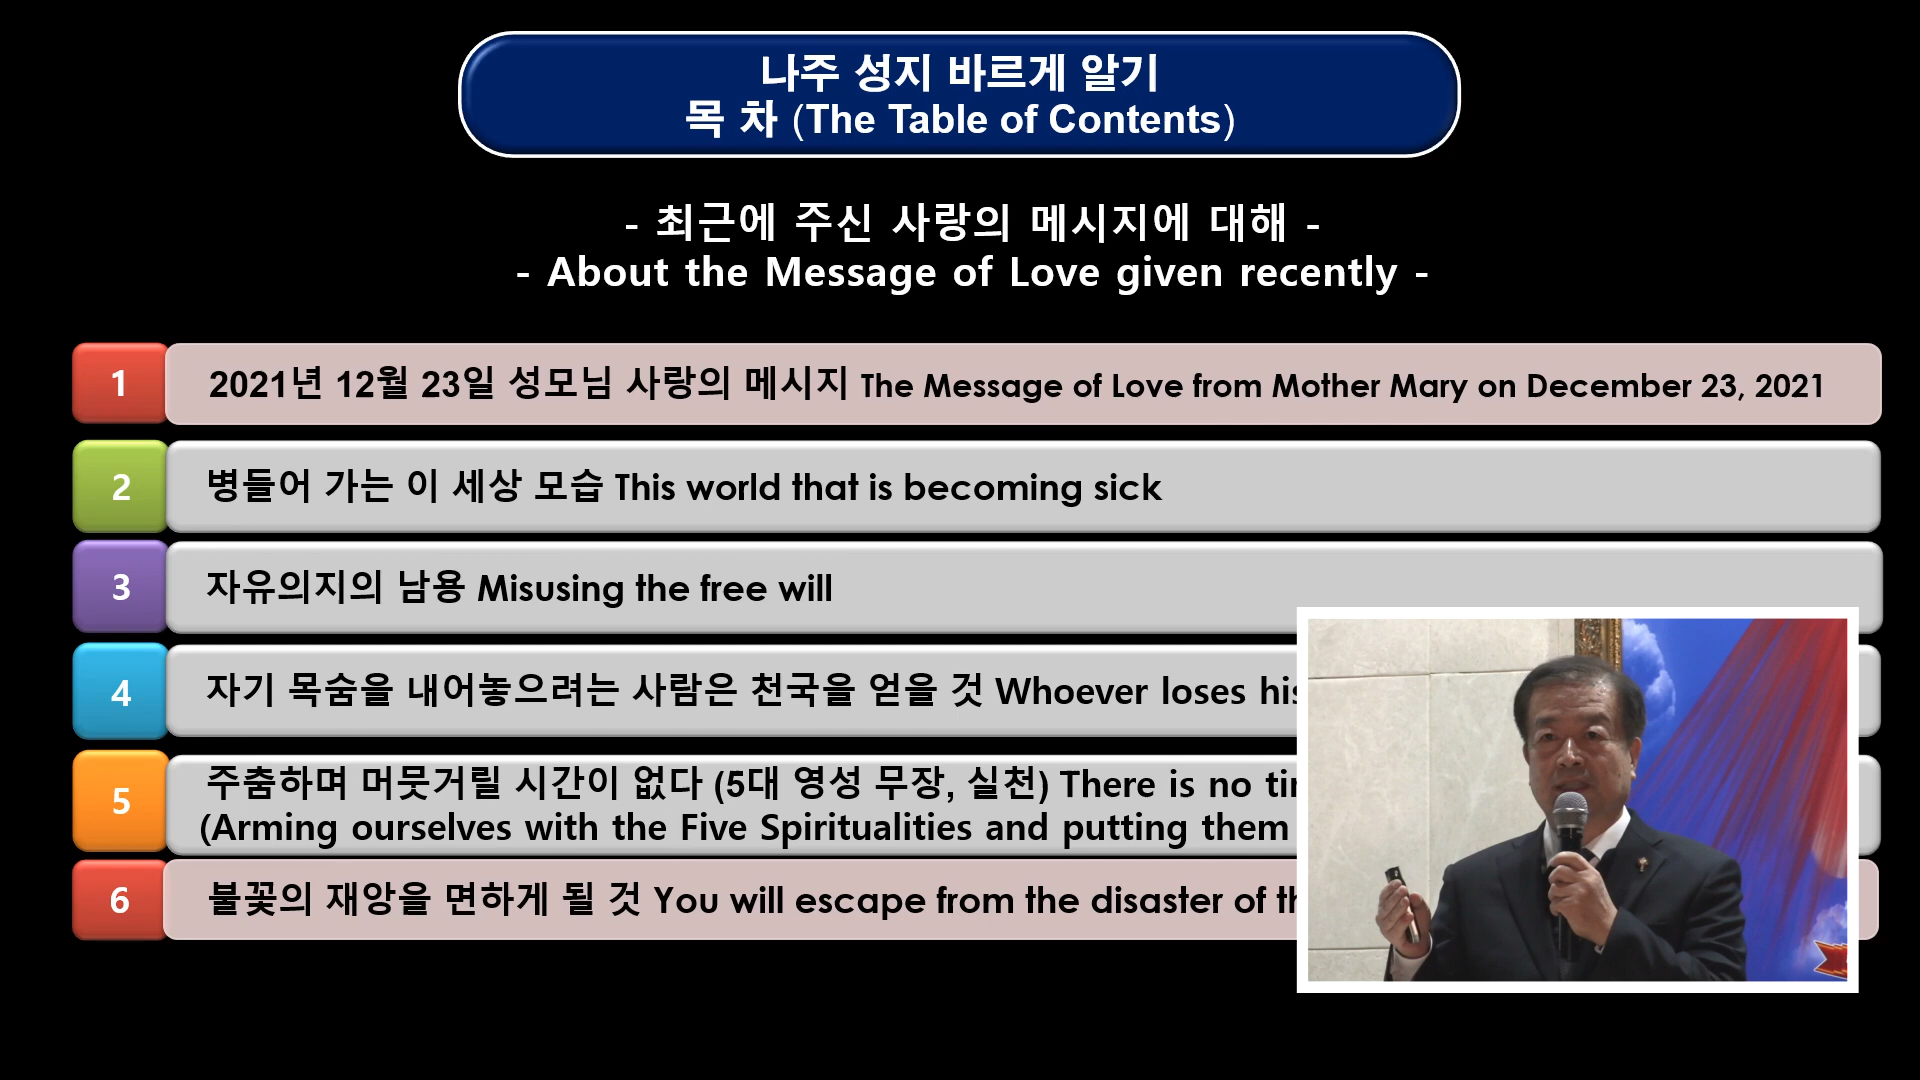 나주 성지 바르게 알기
목 차 (The Table of Contents)
- 최근에 주신 사랑의 메시지에 대해 -
- About the Message of Love given recently -
1 2021년 12월 23일 성모님 사랑의 메시지 The Message of Love from Mother Mary on December 23, 2021
2 병들어 가는 이 세상 모습 This world that is becoming sick
3 자유의지의 남용 Misusing the free will
4 자기 목숨을 내어놓으려는 사람은 천국을 얻을 것 Whoever loses his
5 주춤하며 머뭇거릴 시간이 없다 (5대 영성 무장, 실천) There is no
(Arming ourselves with the Five Spiritualities and putting them
6 불꽃의 재앙을 면하게 될 것 You will escape from the disaster of